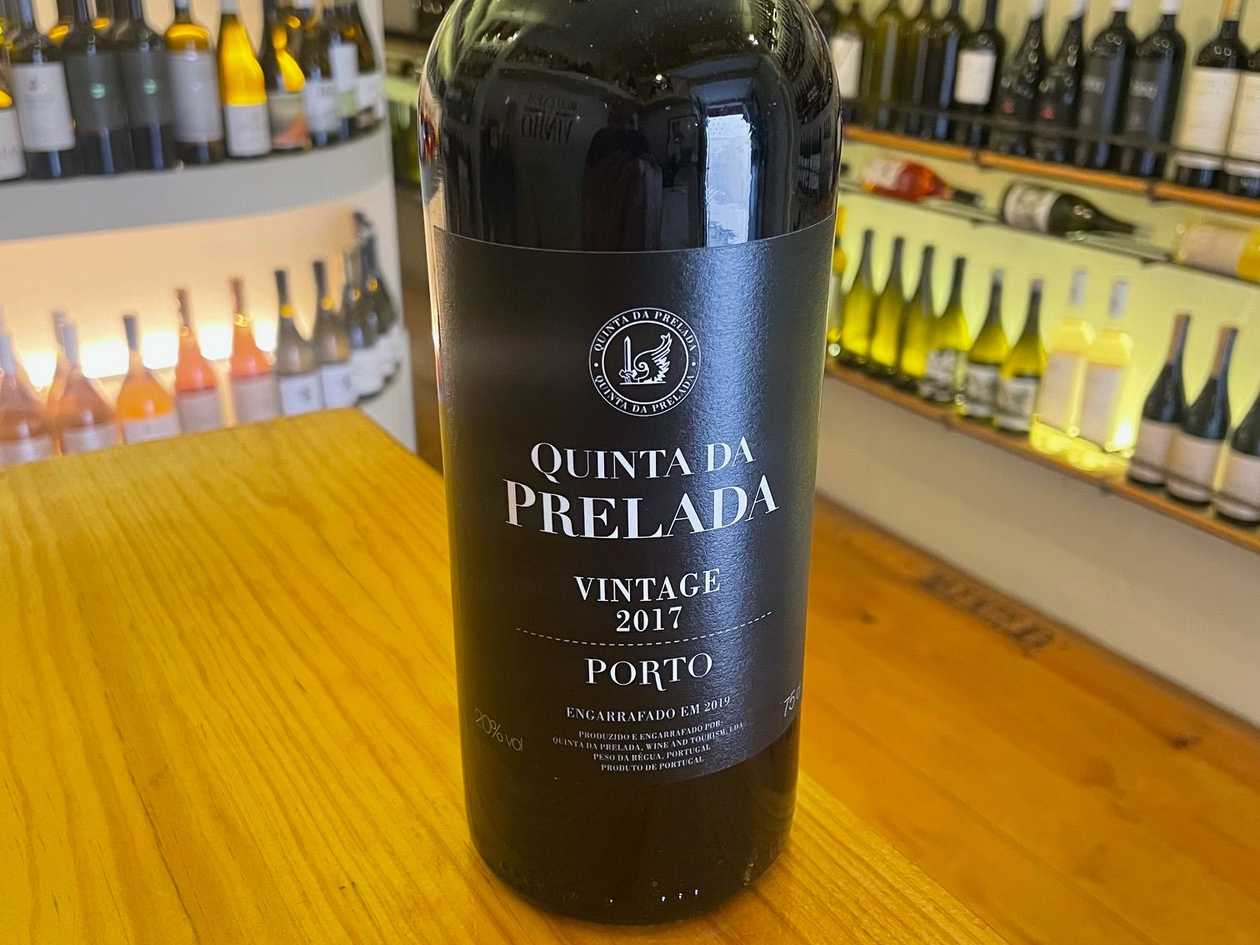 QUINTA DA PRELADA
QUINTA DA PRELADA
QUINTA DA
PRELADA
VINTAGE
2017
PORTO
ENGARRAFADO EM 2019
20% vol
PRODUZIDO E ENGARRAFADO POR:
QUINTA DA PRELADA, WINE AND TOURISM, LDA
PESO DA RÉGUA, PORTUGAL
PRODUTO DE PORTUGAL